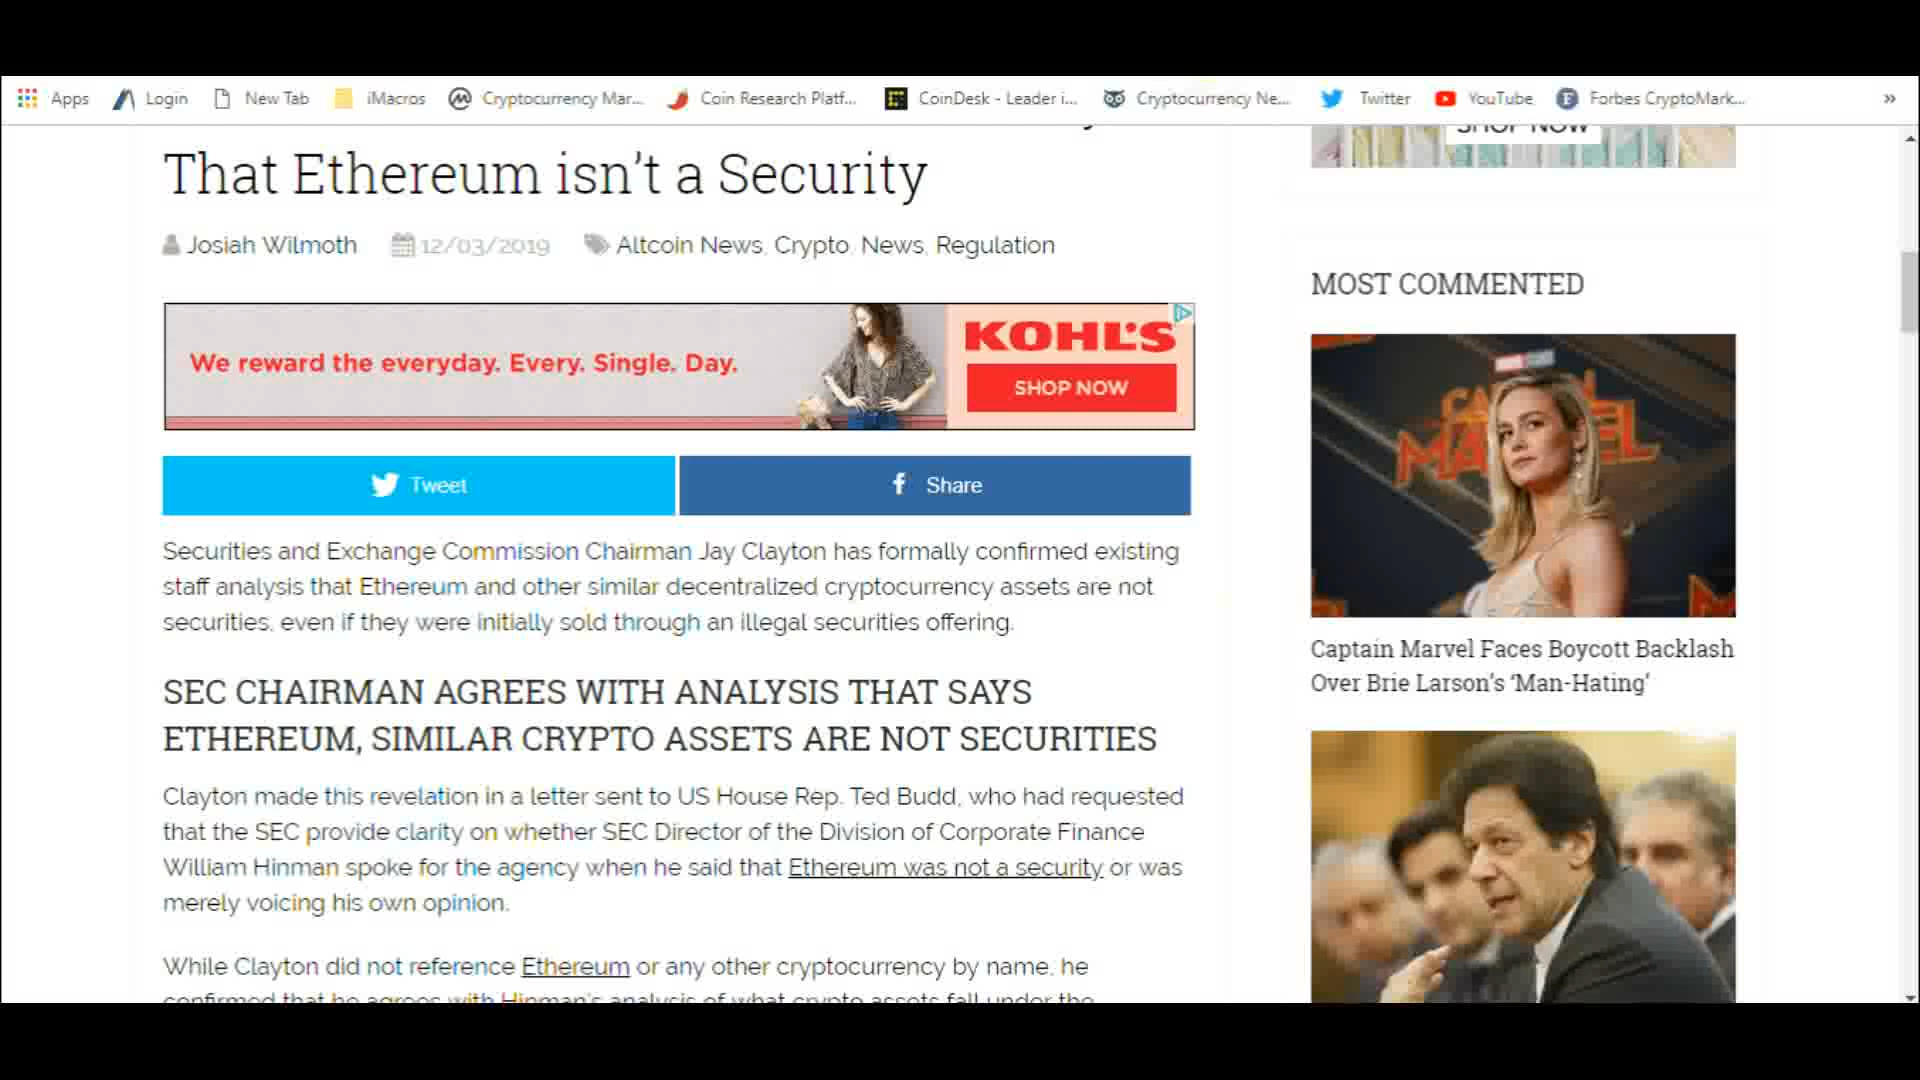 Apps Login New Tab iMacros Cryptocurrency Mar... Coin Research Platf... CoinDesk - Leader i... Cryptocurrency Ne... Twitter YouTube Forbes CryptoMark... »
That Ethereum isn't a Security
Josiah Wilmoth 12/03/2019 Altcoin News, Crypto, News, Regulation
We reward the everyday. Every. Single. Day.
KOHL'S
SHOP NOW
Tweet
Share
Securities and Exchange Commission Chairman Jay Clayton has formally confirmed existing
staff analysis that Ethereum and other similar decentralized cryptocurrency assets are not
securities, even if they were initially sold through an illegal securities offering.
SEC CHAIRMAN AGREES WITH ANALYSIS THAT SAYS
ETHEREUM, SIMILAR CRYPTO ASSETS ARE NOT SECURITIES
Clayton made this revelation in a letter sent to US House Rep. Ted Budd, who had requested
that the SEC provide clarity on whether SEC Director of the Division of Corporate Finance
William Hinman spoke for the agency when he said that Ethereum was not a security or was
merely voicing his own opinion.
While Clayton did not reference Ethereum or any other cryptocurrency by name, he
confirmed that he agrees with Hinman's analysis of what crypto assets fall under the
SHOP NOW
MOST COMMENTED
Captain Marvel Faces Boycott Backlash
Over Brie Larson's 'Man-Hating'